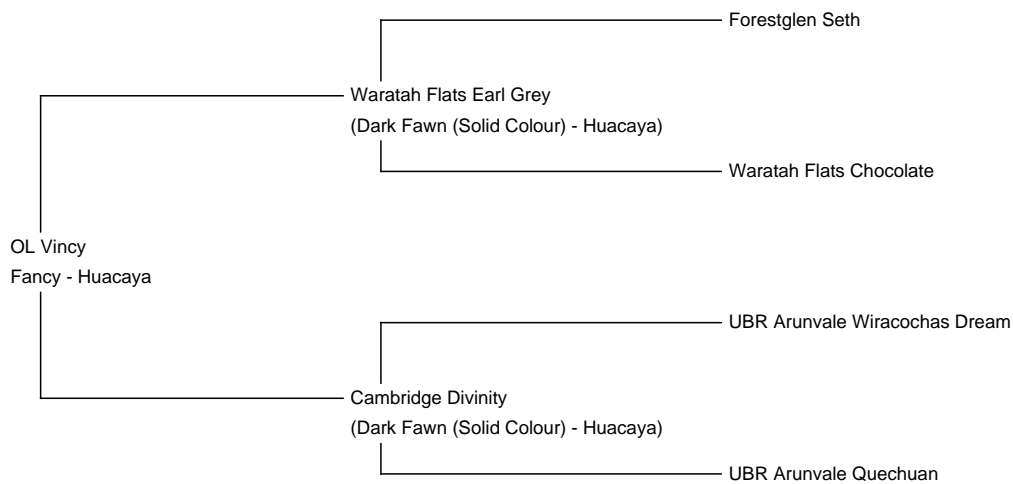 Forestglen Seth
Waratah Flats Earl Grey
(Dark Fawn (Solid Colour) - Huacaya)
Waratah Flats Chocolate
OL Vincy
Fancy - Huacaya
UBR Arunvale Wiracochas Dream
Cambridge Divinity
(Dark Fawn (Solid Colour) - Huacaya)
UBR Arunvale Quechuan